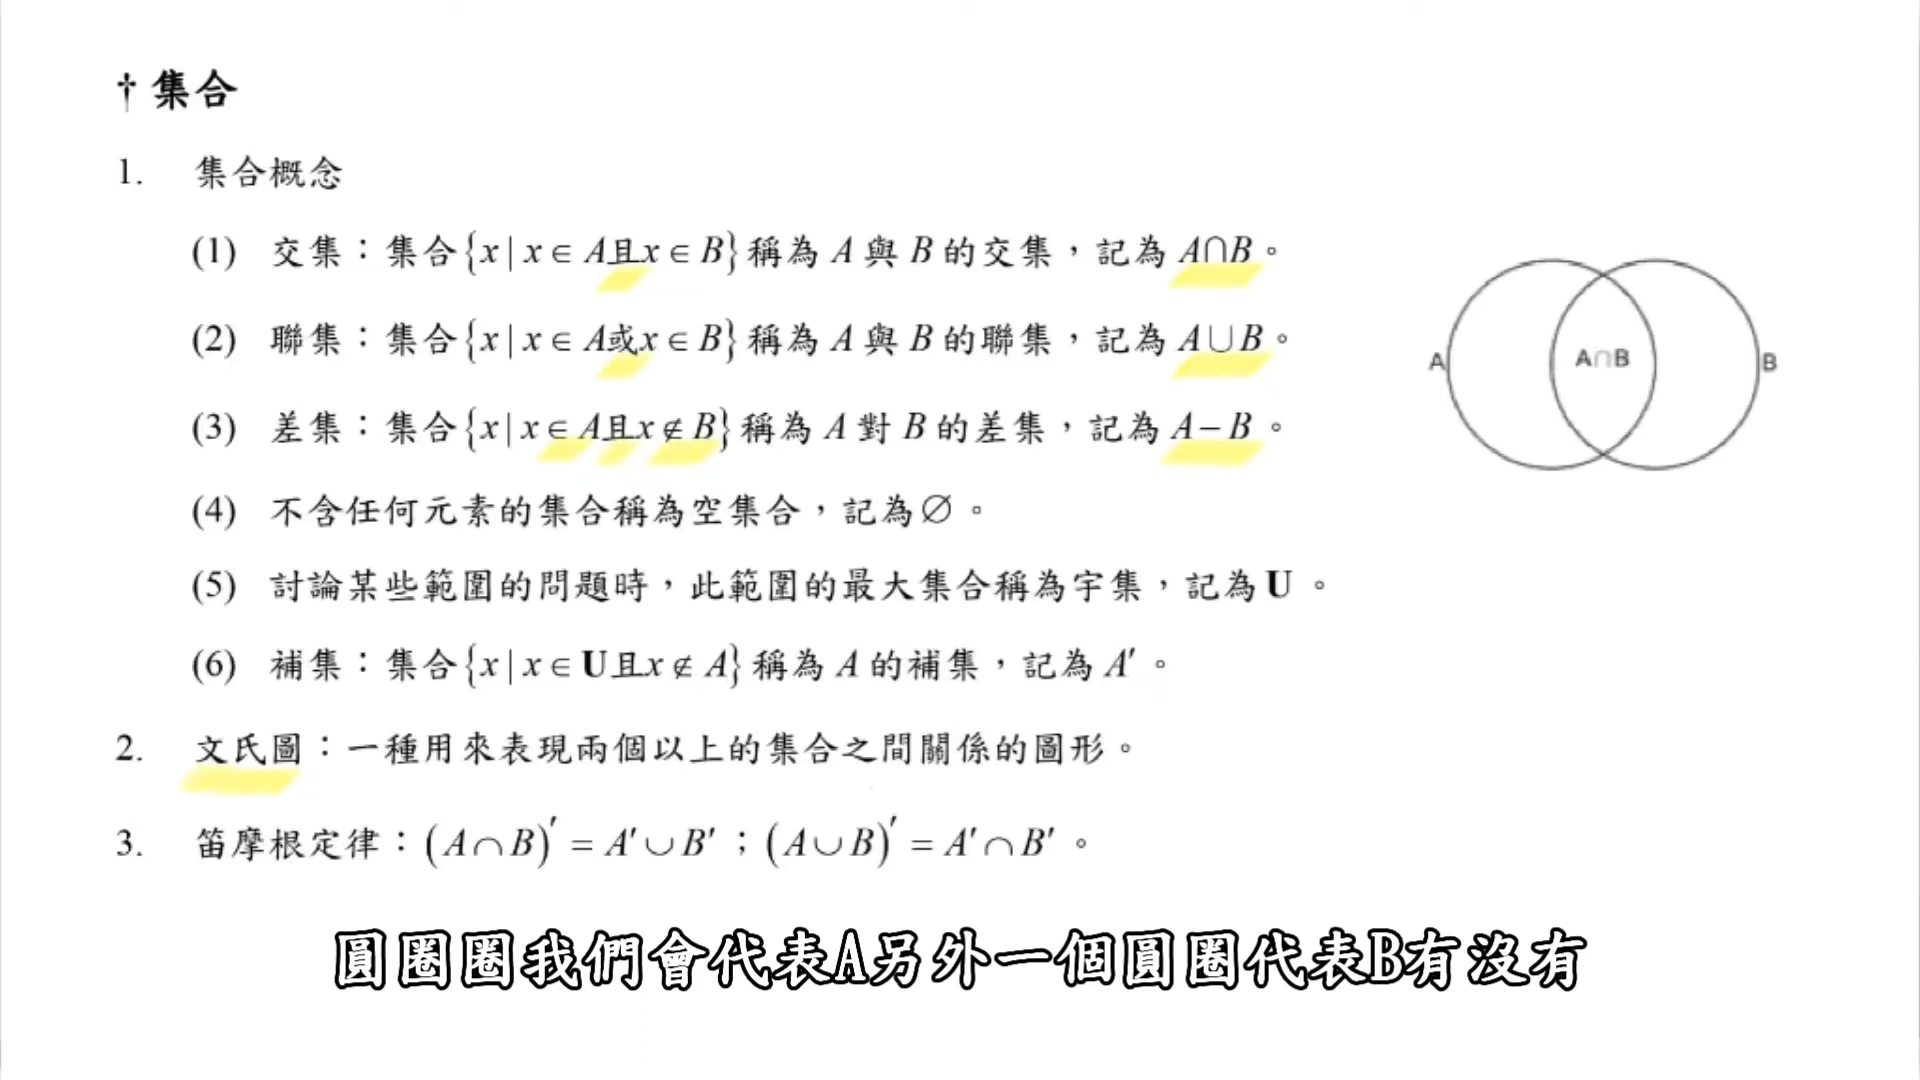 † 集合
1. 集合概念
(1) 交集：集合{x | x ∈ A且x ∈ B}稱為 A 與 B 的交集，記為 A∩B。
(2) 聯集：集合{x | x ∈ A或x ∈ B}稱為 A 與 B 的聯集，記為 A∪B。
(3) 差集：集合{x | x ∈ A且x ∉ B}稱為 A 對 B 的差集，記為 A−B。
(4) 不含任何元素的集合稱為空集合，記為∅。
(5) 討論某些範圍的問題時，此範圍的最大集合稱為宇集，記為U。
(6) 補集：集合{x | x ∈ U且x ∉ A}稱為 A 的補集，記為 A′。
2. 文氏圖：一種用來表現兩個以上的集合之間關係的圖形。
3. 笛摩根定律：(A∩B)′ = A′∪B′；(A∪B)′ = A′∩B′。
A A∩B B
圓圈圈我們會代表A另外一個圓圈代表B有沒有